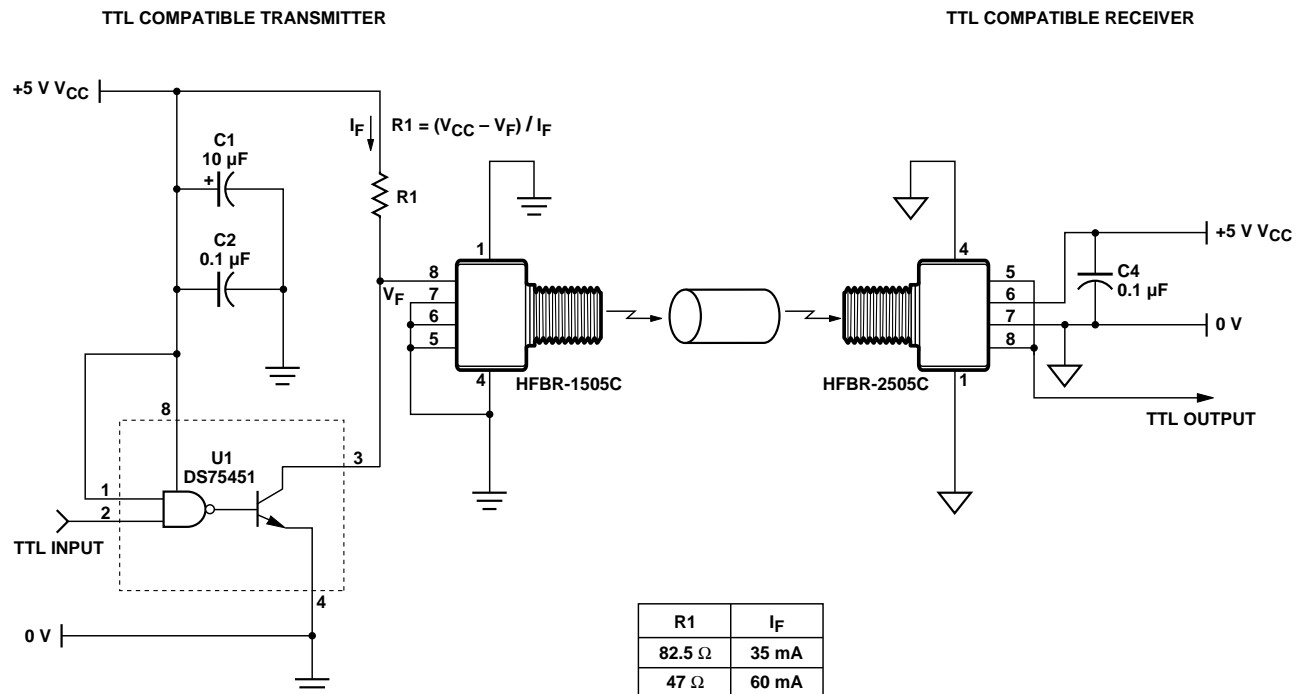 TTL COMPATIBLE TRANSMITTER
TTL COMPATIBLE RECEIVER
+5 V VCC
IF
R1 = (VCC – VF) / IF
C1
10 µF
+
R1
C2
0.1 µF
VF
1
8
7
6
5
4
HFBR-1505C
4
5
6
7
8
1
HFBR-2505C
+5 V VCC
C4
0.1 µF
0 V
TTL OUTPUT
8
U1
DS75451
3
1
2
TTL INPUT
4
0 V
R1 IF
82.5 Ω 35 mA
47 Ω 60 mA